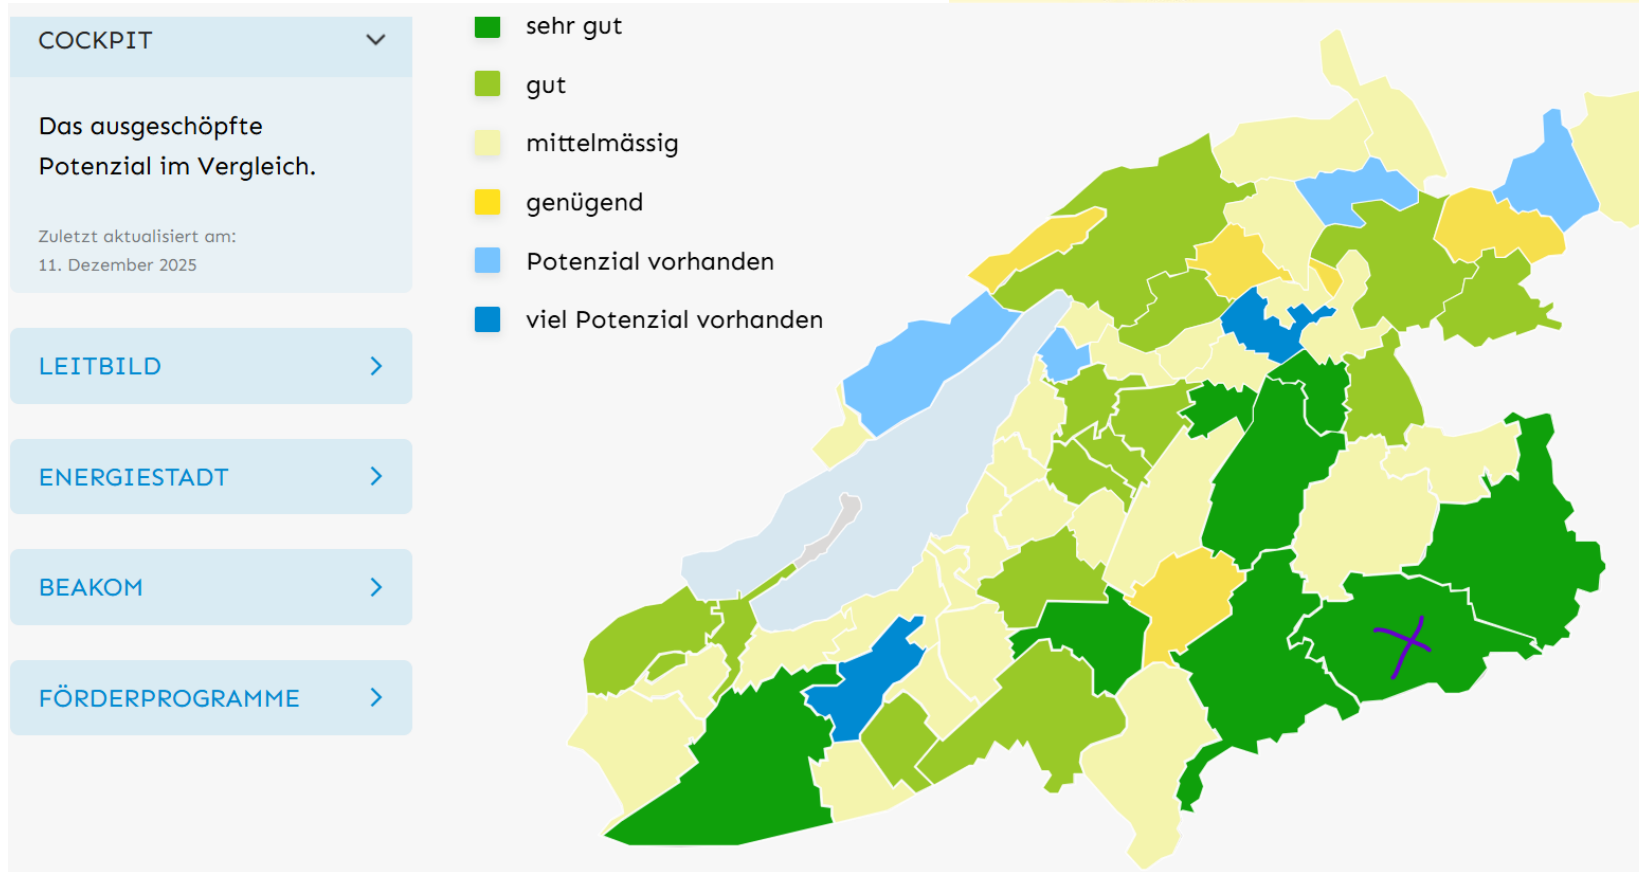 COCKPIT
Das ausgeschöpfte
Potenzial im Vergleich.
Zuletzt aktualisiert am:
11. Dezember 2025
LEITBILD
ENERGIESTADT
BEAKOM
FÖRDERPROGRAMME
sehr gut
gut
mittelmässig
genügend
Potenzial vorhanden
viel Potenzial vorhanden